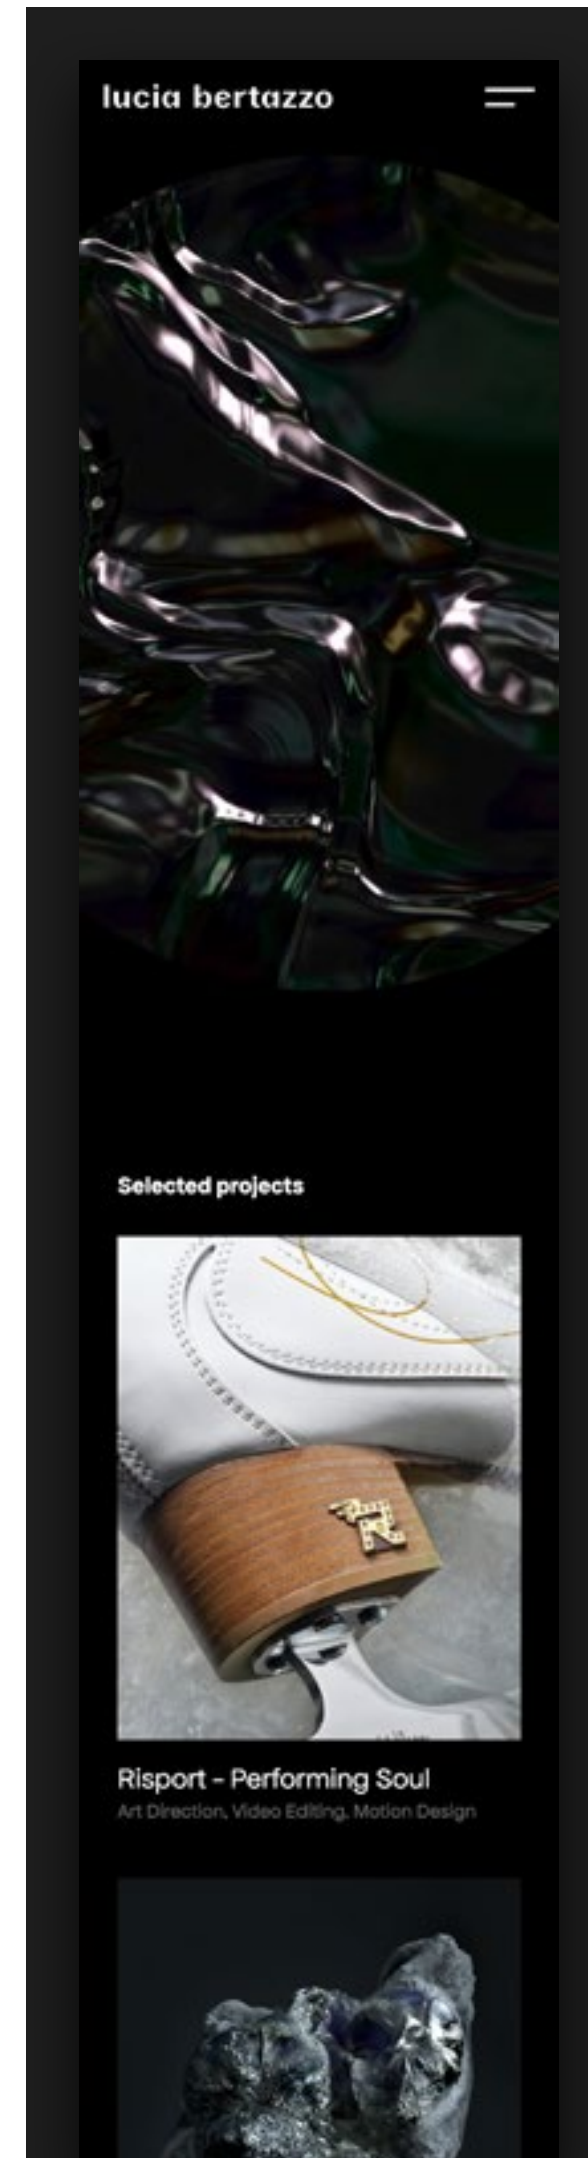 lucia bertazzo
Selected projects
Risport - Performing Soul
Art Direction, Video Editing, Motion Design